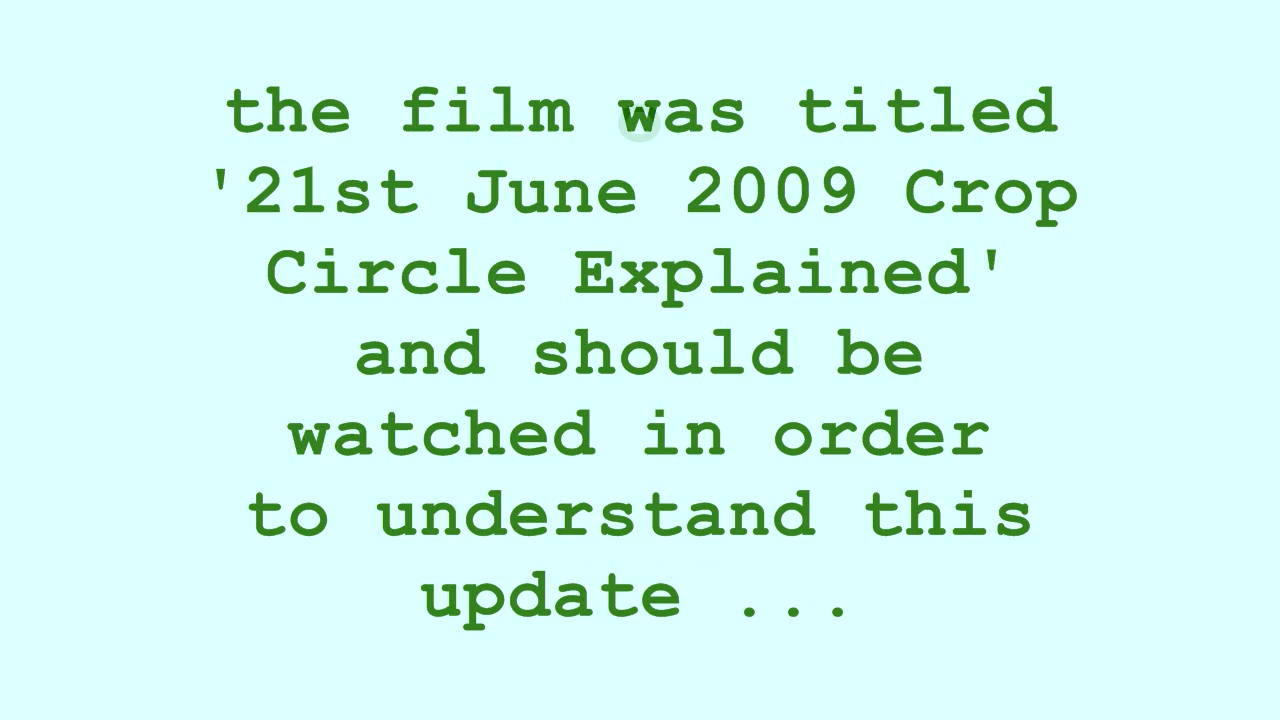 the film was titled
'21st June 2009 Crop
Circle Explained'
and should be
watched in order
to understand this
update ...